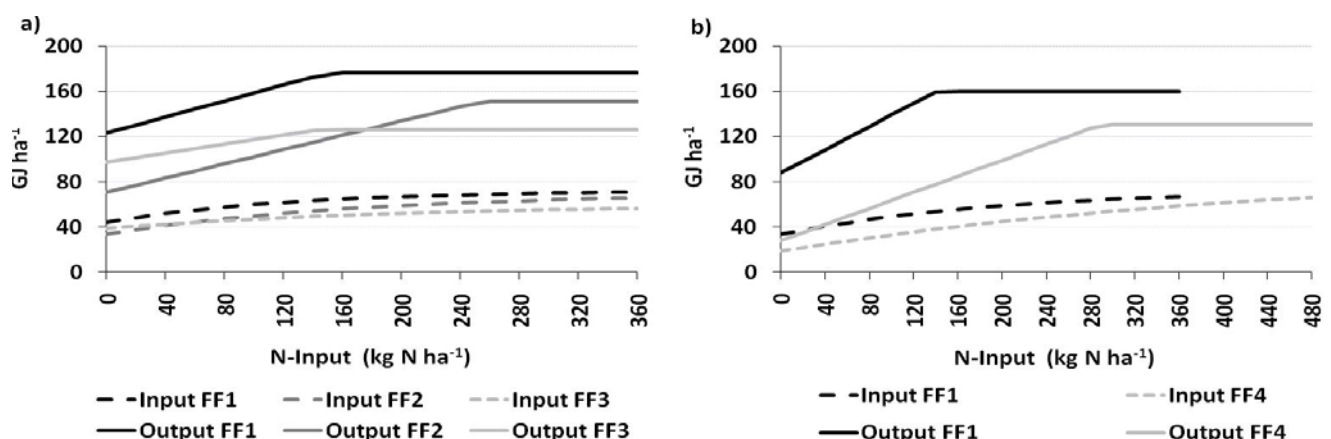 a)
200
160
120
80
40
0
GJ ha⁻¹
0 40 80 120 160 200 240 280 320 360
N-Input (kg N ha⁻¹)
Input FF1 Input FF2 Input FF3
Output FF1 Output FF2 Output FF3
b)
200
160
120
80
40
0
GJ ha⁻¹
0 40 80 120 160 200 240 280 320 360 400 440 480
N-Input (kg N ha⁻¹)
Input FF1 Input FF4
Output FF1 Output FF4